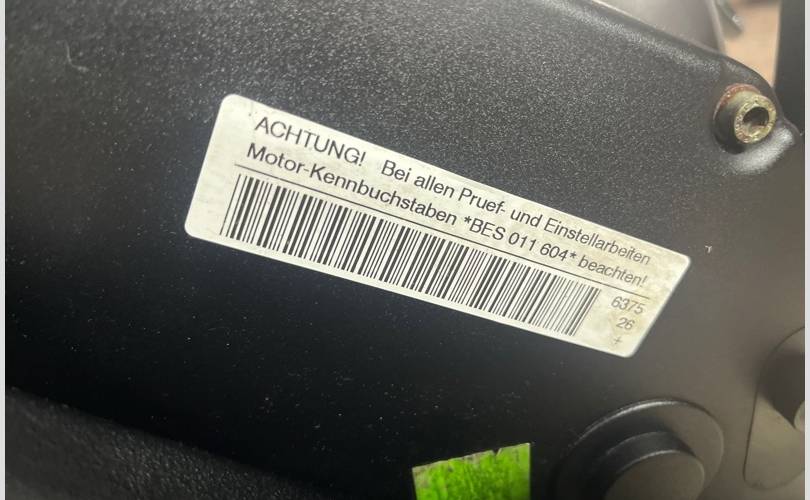 ACHTUNG! Bei allen Pruef- und Einstellarbeiten
Motor-Kennbuchstaben *BES 011 604* beachten!
6375
26
+